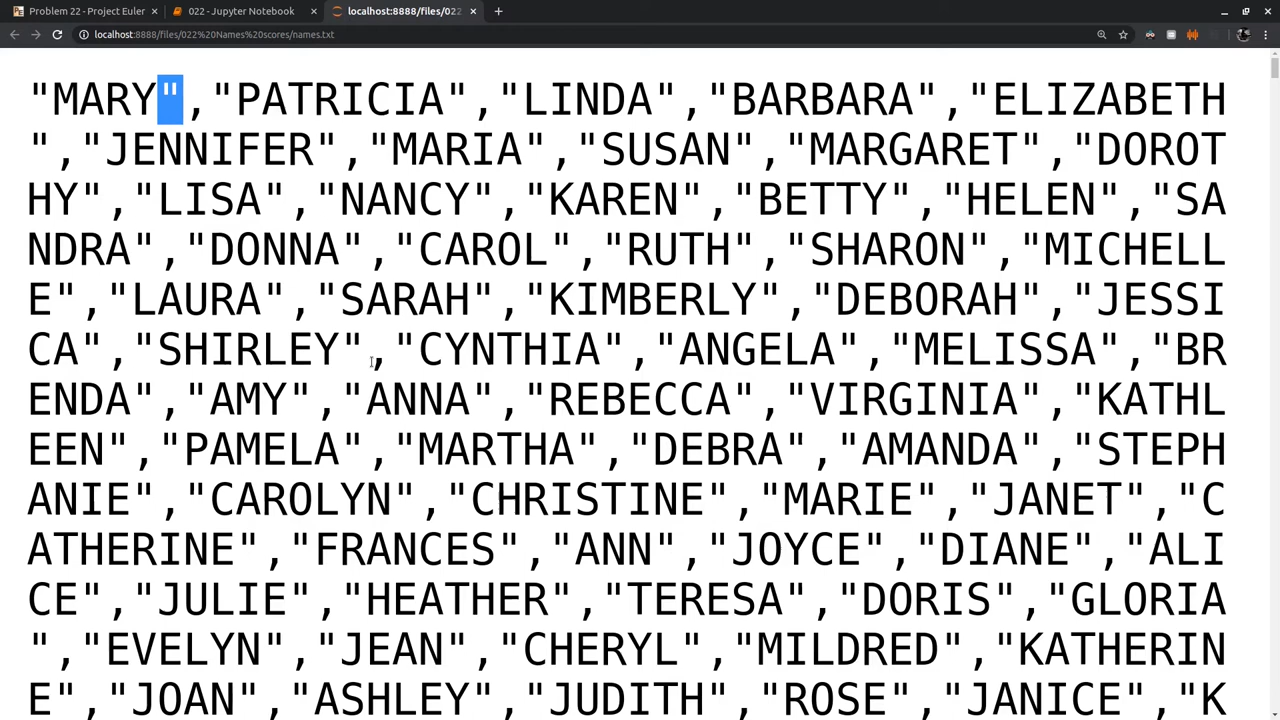 Problem 22 - Project Euler
022 - Jupyter Notebook
localhost:8888/files/022
localhost:8888/files/022%20Names%20scores/names.txt
"MARY","PATRICIA","LINDA","BARBARA","ELIZABETH
","JENNIFER","MARIA","SUSAN","MARGARET","DOROT
HY","LISA","NANCY","KAREN","BETTY","HELEN","SA
NDRA","DONNA","CAROL","RUTH","SHARON","MICHELL
E","LAURA","SARAH","KIMBERLY","DEBORAH","JESSI
CA","SHIRLEY","CYNTHIA","ANGELA","MELISSA","BR
ENDA","AMY","ANNA","REBECCA","VIRGINIA","KATHL
EEN","PAMELA","MARTHA","DEBRA","AMANDA","STEPH
ANIE","CAROLYN","CHRISTINE","MARIE","JANET","C
ATHERINE","FRANCES","ANN","JOYCE","DIANE","ALI
CE","JULIE","HEATHER","TERESA","DORIS","GLORIA
","EVELYN","JEAN","CHERYL","MILDRED","KATHERIN
E","JOAN","ASHLEY","JUDITH","ROSE","JANICE","K